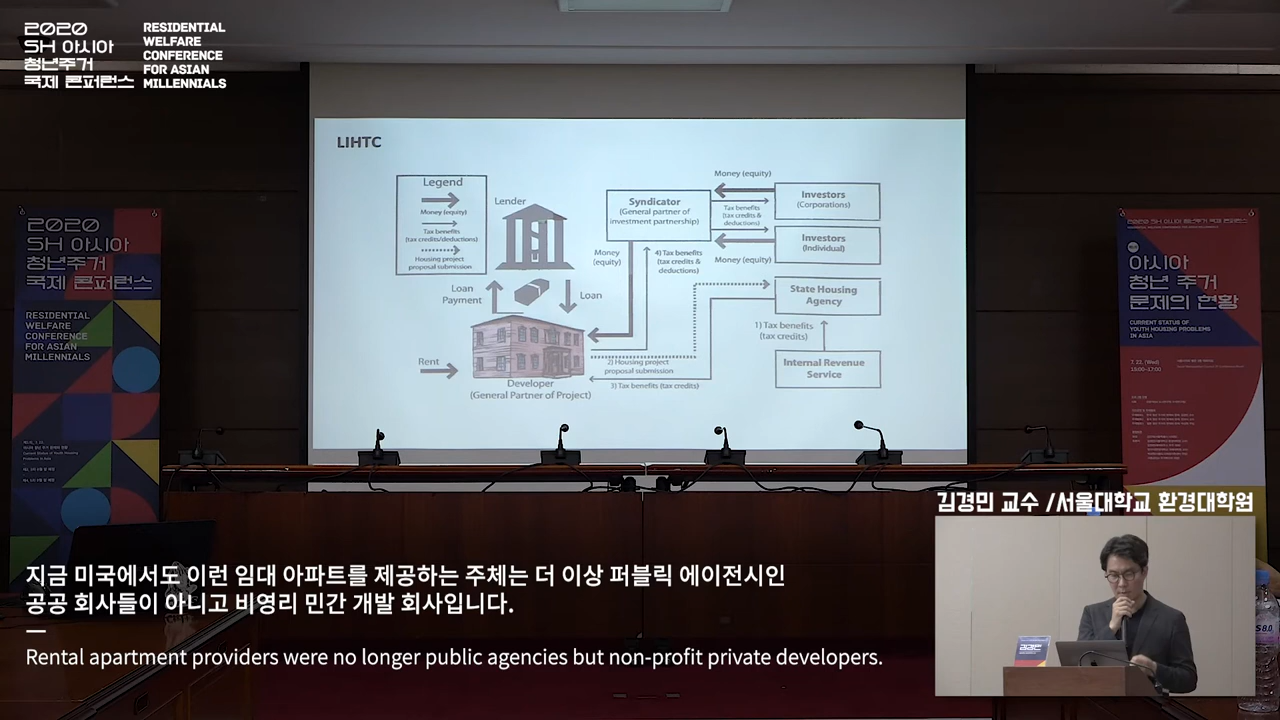 2020
SH 아시아
청년주거
국제 콘퍼런스
RESIDENTIAL
WELFARE
CONFERENCE
FOR ASIAN
MILLENNIALS
LIHTC
Legend
Money (equity)
Tax benefits
(tax credits/deductions)
Housing project
proposal submission
Lender
Loan
Payment
Loan
Rent
Developer
(General Partner of Project)
Syndicator
(General partner of
investment partnership)
Money
(equity)
4) Tax benefits
(tax credits &
deductions)
Money (equity)
Tax benefits
(tax credits &
deductions)
Money (equity)
Investors
(Corporations)
Investors
(Individual)
State Housing
Agency
1) Tax benefits
(tax credits)
Internal Revenue
Service
2) Housing project
proposal submission
3) Tax benefits (tax credits)
2020
SH 아시아
청년주거
국제 콘퍼런스
RESIDENTIAL
WELFARE
CONFERENCE
FOR ASIAN
MILLENNIALS
아시아
청년 주거
문제의 현황
CURRENT STATUS OF
YOUTH HOUSING PROBLEMS
IN ASIA
7. 22. (Wed)
15:00-17:00
김경민 교수 /서울대학교 환경대학원
지금 미국에서도 이런 임대 아파트를 제공하는 주체는 더 이상 퍼블릭 에이전시인
공공 회사들이 아니고 비영리 민간 개발 회사입니다.
Rental apartment providers were no longer public agencies but non-profit private developers.